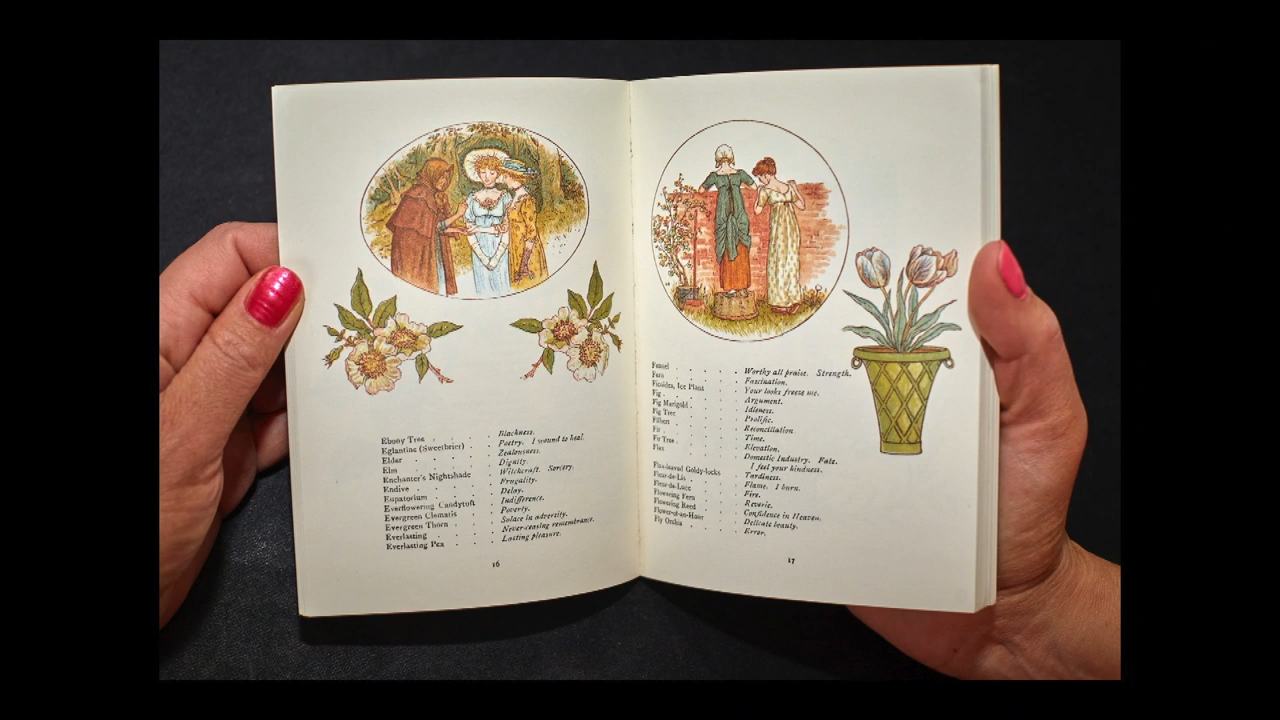 Ebony Tree . . . Blackness.
Eglantine (Sweetbrier) . . Poetry. I wound to heal.
Elder . . . . Zealousness.
Elm . . . . Dignity.
Enchanter's Nightshade . Witchcraft. Sorcery.
Endive . . . . Frugality.
Eupatorium . . . Delay.
Everflowering Candytuft . Indifference.
Evergreen Clematis . . Poverty.
Evergreen Thorn . . . Solace in adversity.
Everlasting . . . Never-ceasing remembrance.
Everlasting Pea . . . Lasting pleasure.
16
Fennel . . . . Worthy all praise. Strength.
Fern . . . . Fascination.
Ficoides, Ice Plant . . Your looks freeze me.
Fig . . . . Argument.
Fig Marigold . . . Idleness.
Fig Tree . . . . Prolific.
Filbert . . . . Reconciliation
Fir . . . . Time.
Fir Tree . . . . Elevation.
Flax . . . . Domestic Industry. Fate.
I feel your kindness.
Flax-leaved Goldy-locks . Tardiness.
Fleur-de-Lis . . . Flame. I burn.
Fleur-de-Luce . . . Fire.
Flowering Fern . . . Reverie.
Flowering Reed . . . Confidence in Heaven.
Flower-of-an-Hour . . Delicate beauty.
Fly Orchis . . . Error.
17